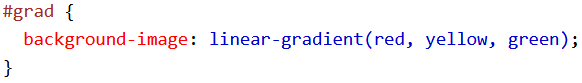 #grad {
  background-image: linear-gradient(red, yellow, green);
}